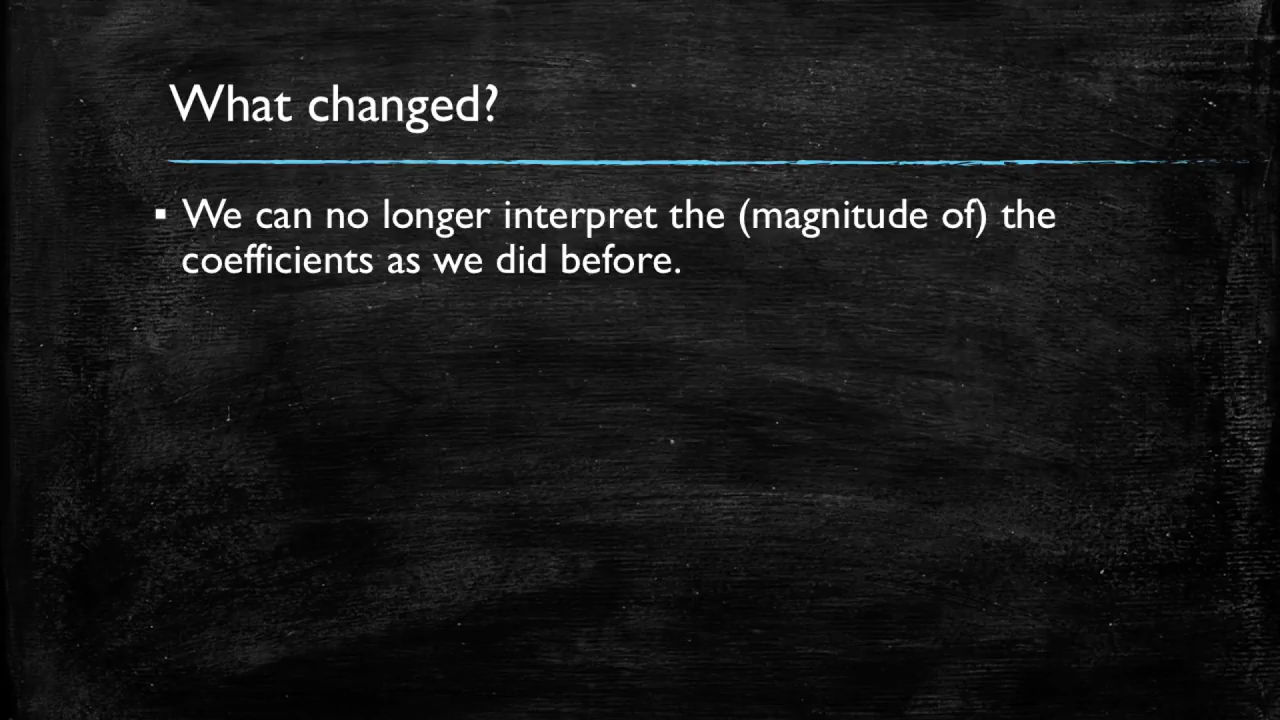 What changed?
▪ We can no longer interpret the (magnitude of) the
coefficients as we did before.